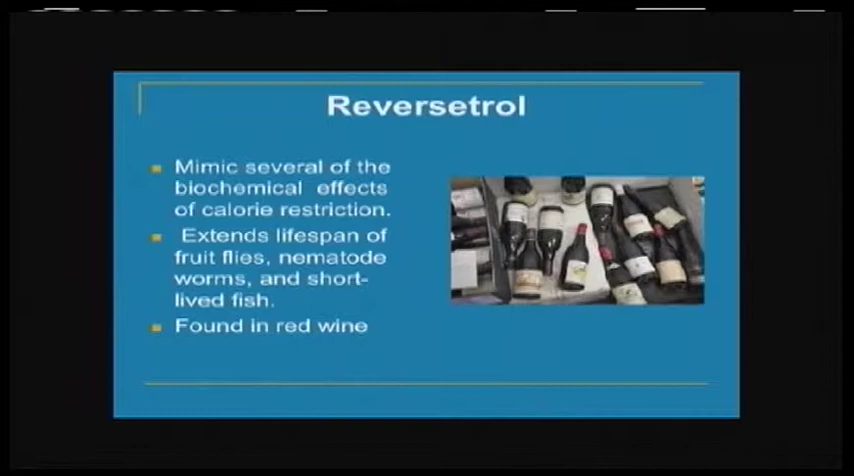 Reversetrol
Mimic several of the
biochemical effects
of calorie restriction.
Extends lifespan of
fruit flies, nematode
worms, and short-
lived fish.
Found in red wine